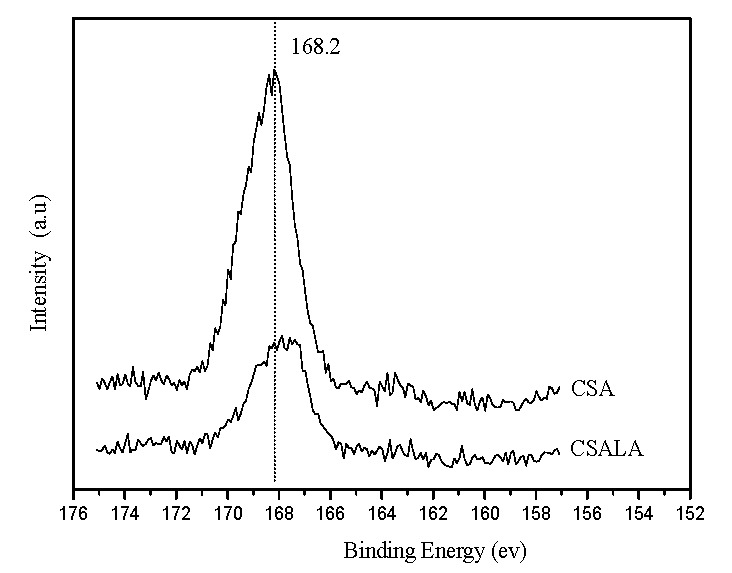 168.2
Intensity (a.u)
CSA
CSALA
176 174 172 170 168 166 164 162 160 158 156 154 152
Binding Energy (ev)